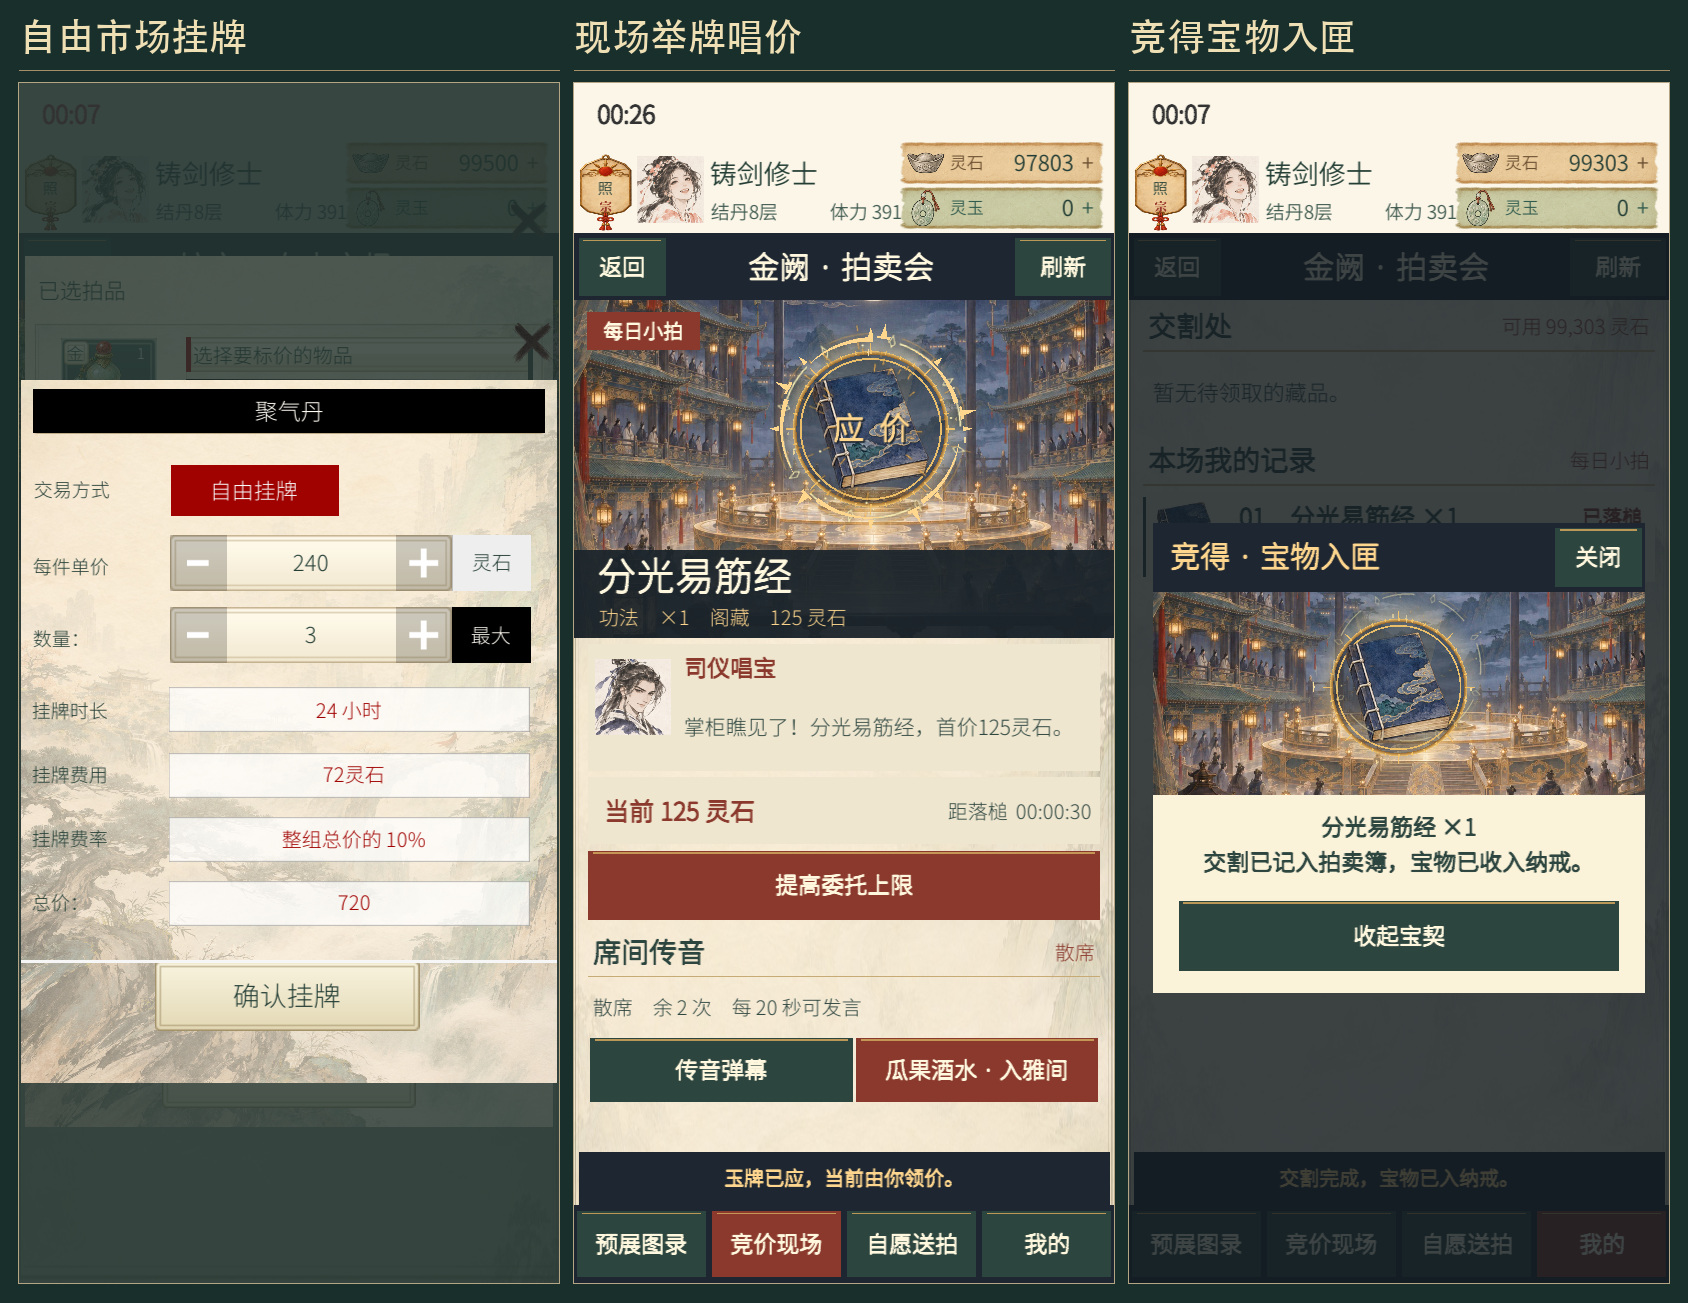 自由市场挂牌
00:07
照
宗
铸剑修士
结丹8层
体力 391
灵石 99500 +
灵玉
已选拍品
金
1
选择要标价的物品
聚气丹
交易方式
自由挂牌
每件单价
240
灵石
数量：
3
最大
挂牌时长
24 小时
挂牌费用
72灵石
挂牌费率
整组总价的 10%
总价：
720
确认挂牌
现场举牌唱价
00:26
照
宗
铸剑修士
结丹8层
体力 391
灵石 97803 +
灵玉 0 +
返回
金阙 · 拍卖会
刷新
每日小拍
应 价
分光易筋经
功法 ×1 阁藏 125 灵石
司仪唱宝
掌柜瞧见了！分光易筋经，首价125灵石。
当前 125 灵石
距落槌 00:00:30
提高委托上限
席间传音
散席
散席 余 2 次 每 20 秒可发言
传音弹幕
瓜果酒水 · 入雅间
玉牌已应，当前由你领价。
预展图录
竞价现场
自愿送拍
我的
竞得宝物入匣
00:07
照
宗
铸剑修士
结丹8层
体力 391
灵石 99303 +
灵玉 0 +
返回
金阙 · 拍卖会
刷新
交割处
可用 99,303 灵石
暂无待领取的藏品。
本场我的记录
每日小拍
01 分光易筋经 ×1
已落槌
竞得 · 宝物入匣
关闭
分光易筋经 ×1
交割已记入拍卖簿，宝物已收入纳戒。
收起宝契
交割完成，宝物已入纳戒。
预展图录
竞价现场
自愿送拍
我的